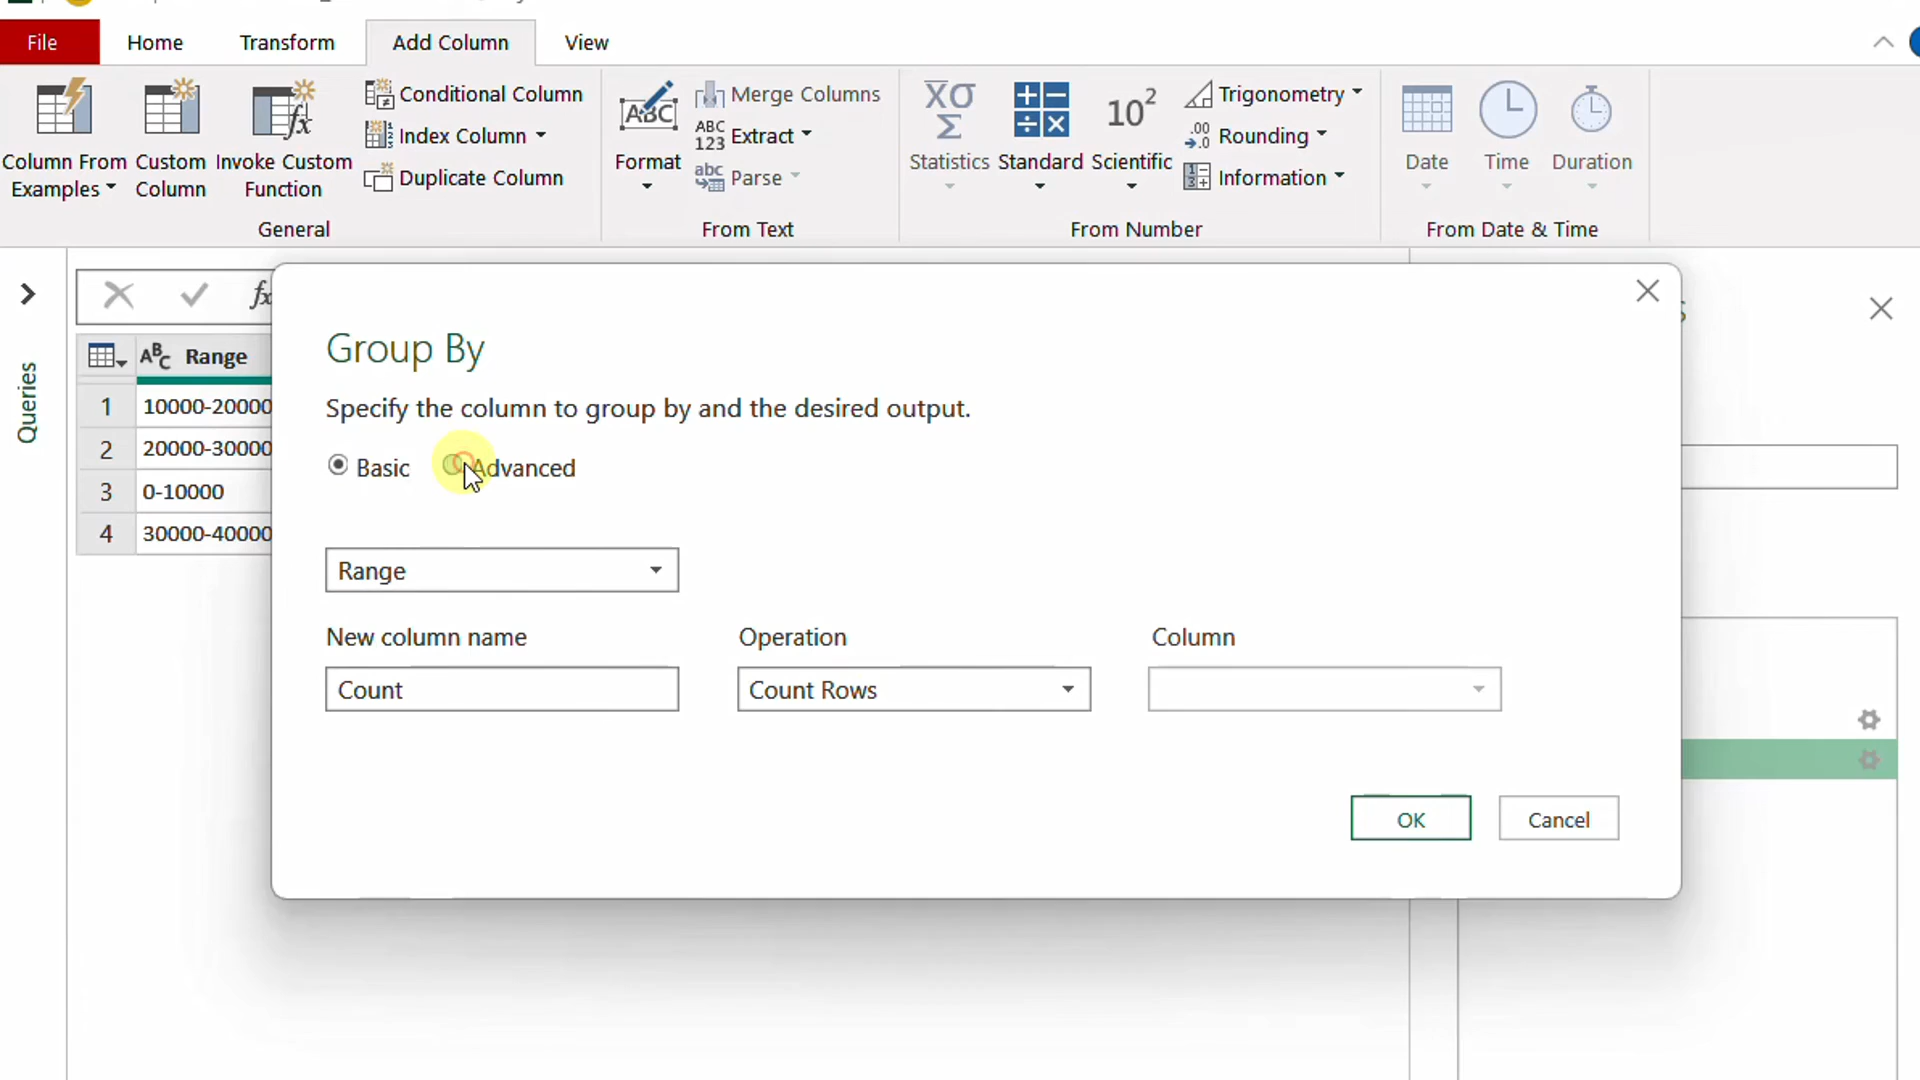 File Home Transform Add Column View
Conditional Column
Index Column
Duplicate Column
Column From Examples
Custom Column
Invoke Custom Function
General
Format
Merge Columns
Extract
Parse
From Text
Statistics Standard Scientific
Trigonometry
Rounding
Information
From Number
Date Time Duration
From Date & Time
Queries
fx
ABC Range
1 10000-20000
2 20000-30000
3 0-10000
4 30000-40000
Group By
Specify the column to group by and the desired output.
Basic Advanced
Range
New column name Operation Column
Count Count Rows
OK Cancel